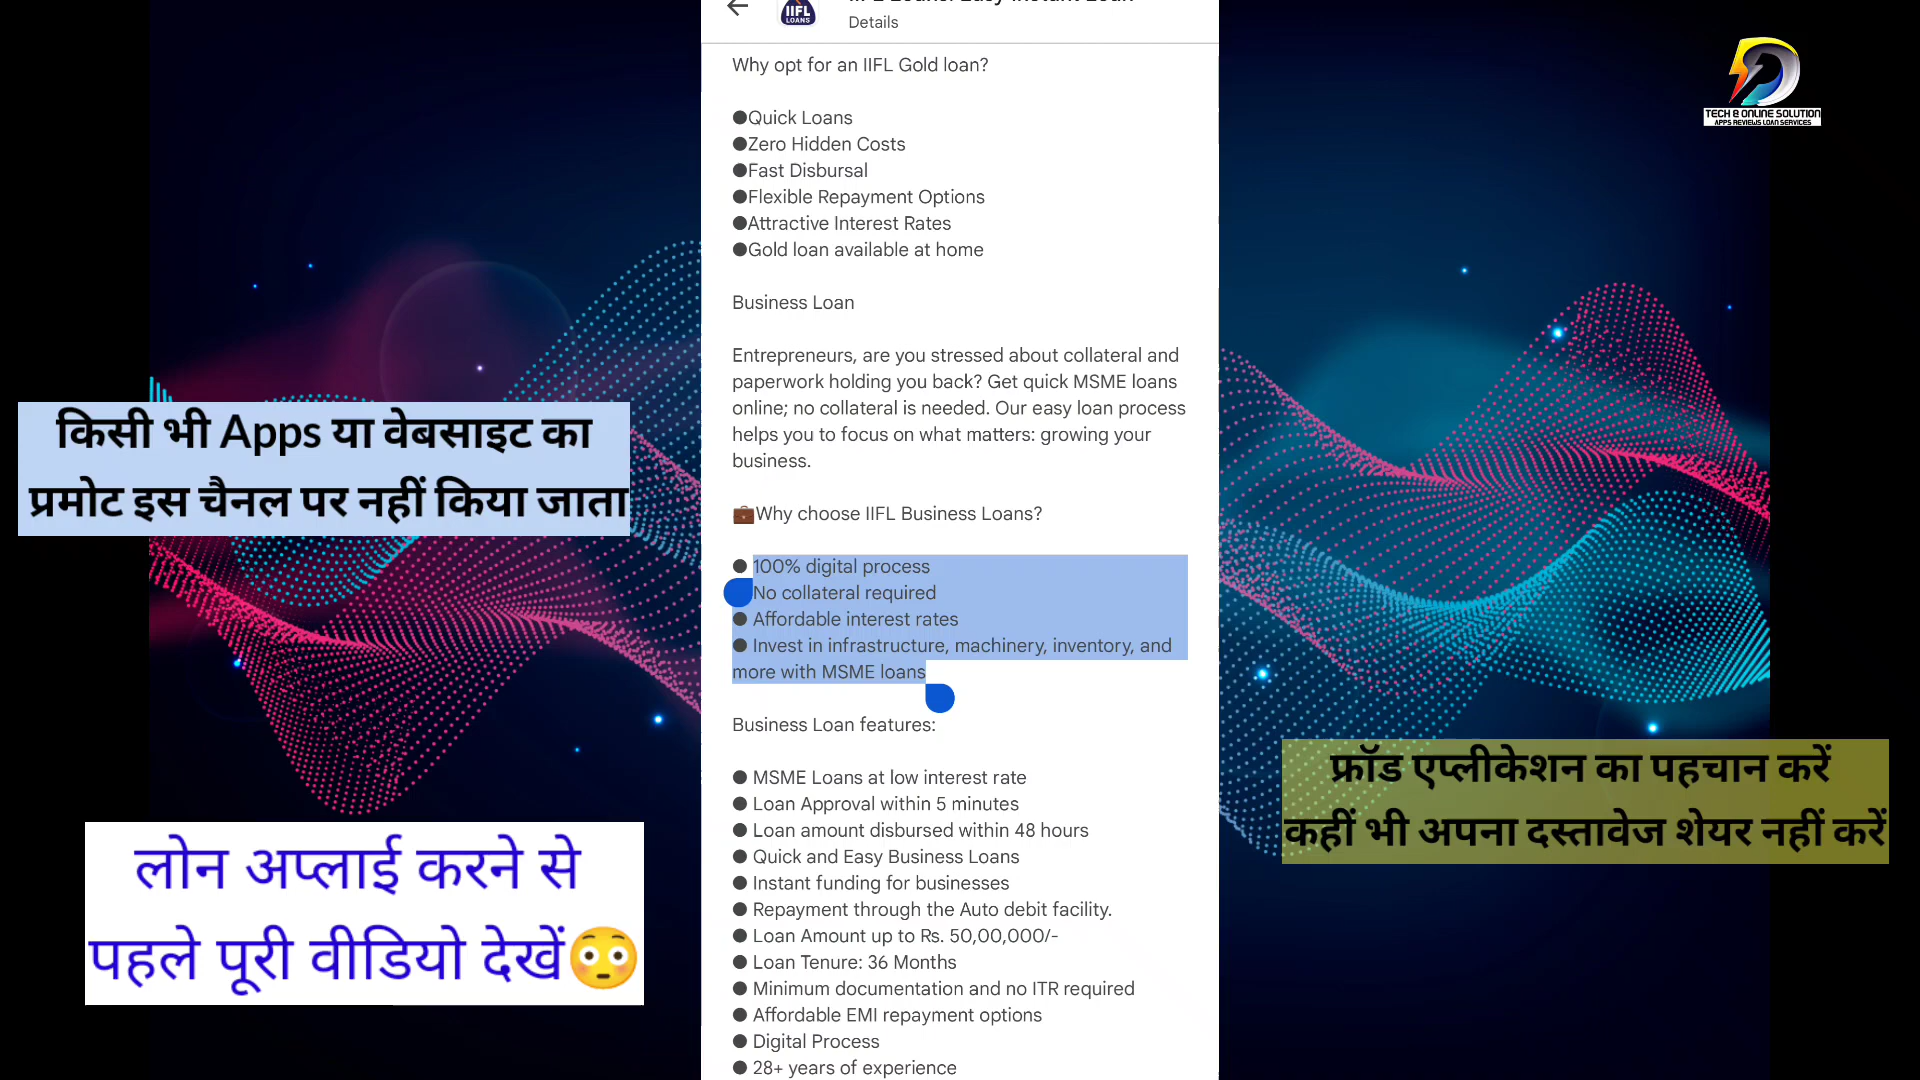 IIFL
LOANS
Details
Why opt for an IIFL Gold loan?
●Quick Loans
●Zero Hidden Costs
●Fast Disbursal
●Flexible Repayment Options
●Attractive Interest Rates
●Gold loan available at home
Business Loan
Entrepreneurs, are you stressed about collateral and
paperwork holding you back? Get quick MSME loans
online; no collateral is needed. Our easy loan process
helps you to focus on what matters: growing your
business.
💼Why choose IIFL Business Loans?
● 100% digital process
No collateral required
● Affordable interest rates
● Invest in infrastructure, machinery, inventory, and
more with MSME loans
Business Loan features:
● MSME Loans at low interest rate
● Loan Approval within 5 minutes
● Loan amount disbursed within 48 hours
● Quick and Easy Business Loans
● Instant funding for businesses
● Repayment through the Auto debit facility.
● Loan Amount up to Rs. 50,00,000/-
● Loan Tenure: 36 Months
● Minimum documentation and no ITR required
● Affordable EMI repayment options
● Digital Process
● 28+ years of experience
किसी भी Apps या वेबसाइट का
प्रमोट इस चैनल पर नहीं किया जाता
लोन अप्लाई करने से
पहले पूरी वीडियो देखें😳
TECH & ONLINE SOLUTION
APPS REVIEWS LOAN SERVICES
फ्रॉड एप्लीकेशन का पहचान करें
कहीं भी अपना दस्तावेज शेयर नहीं करें